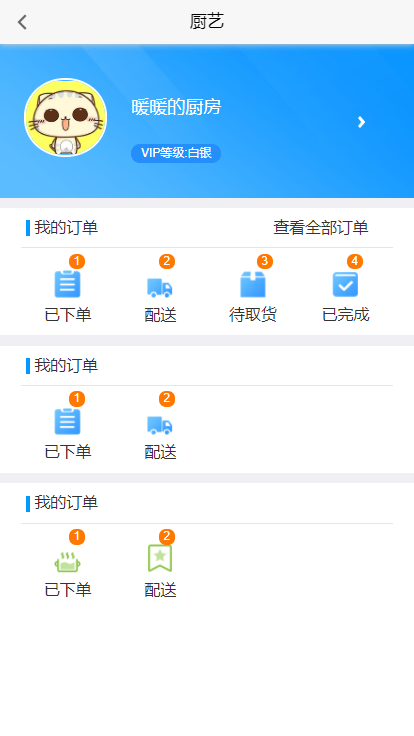 厨艺
暖暖的厨房
VIP等级:白银
我的订单 查看全部订单
1 2 3 4
已下单 配送 待取货 已完成
我的订单
1 2
已下单 配送
我的订单
1 2
已下单 配送